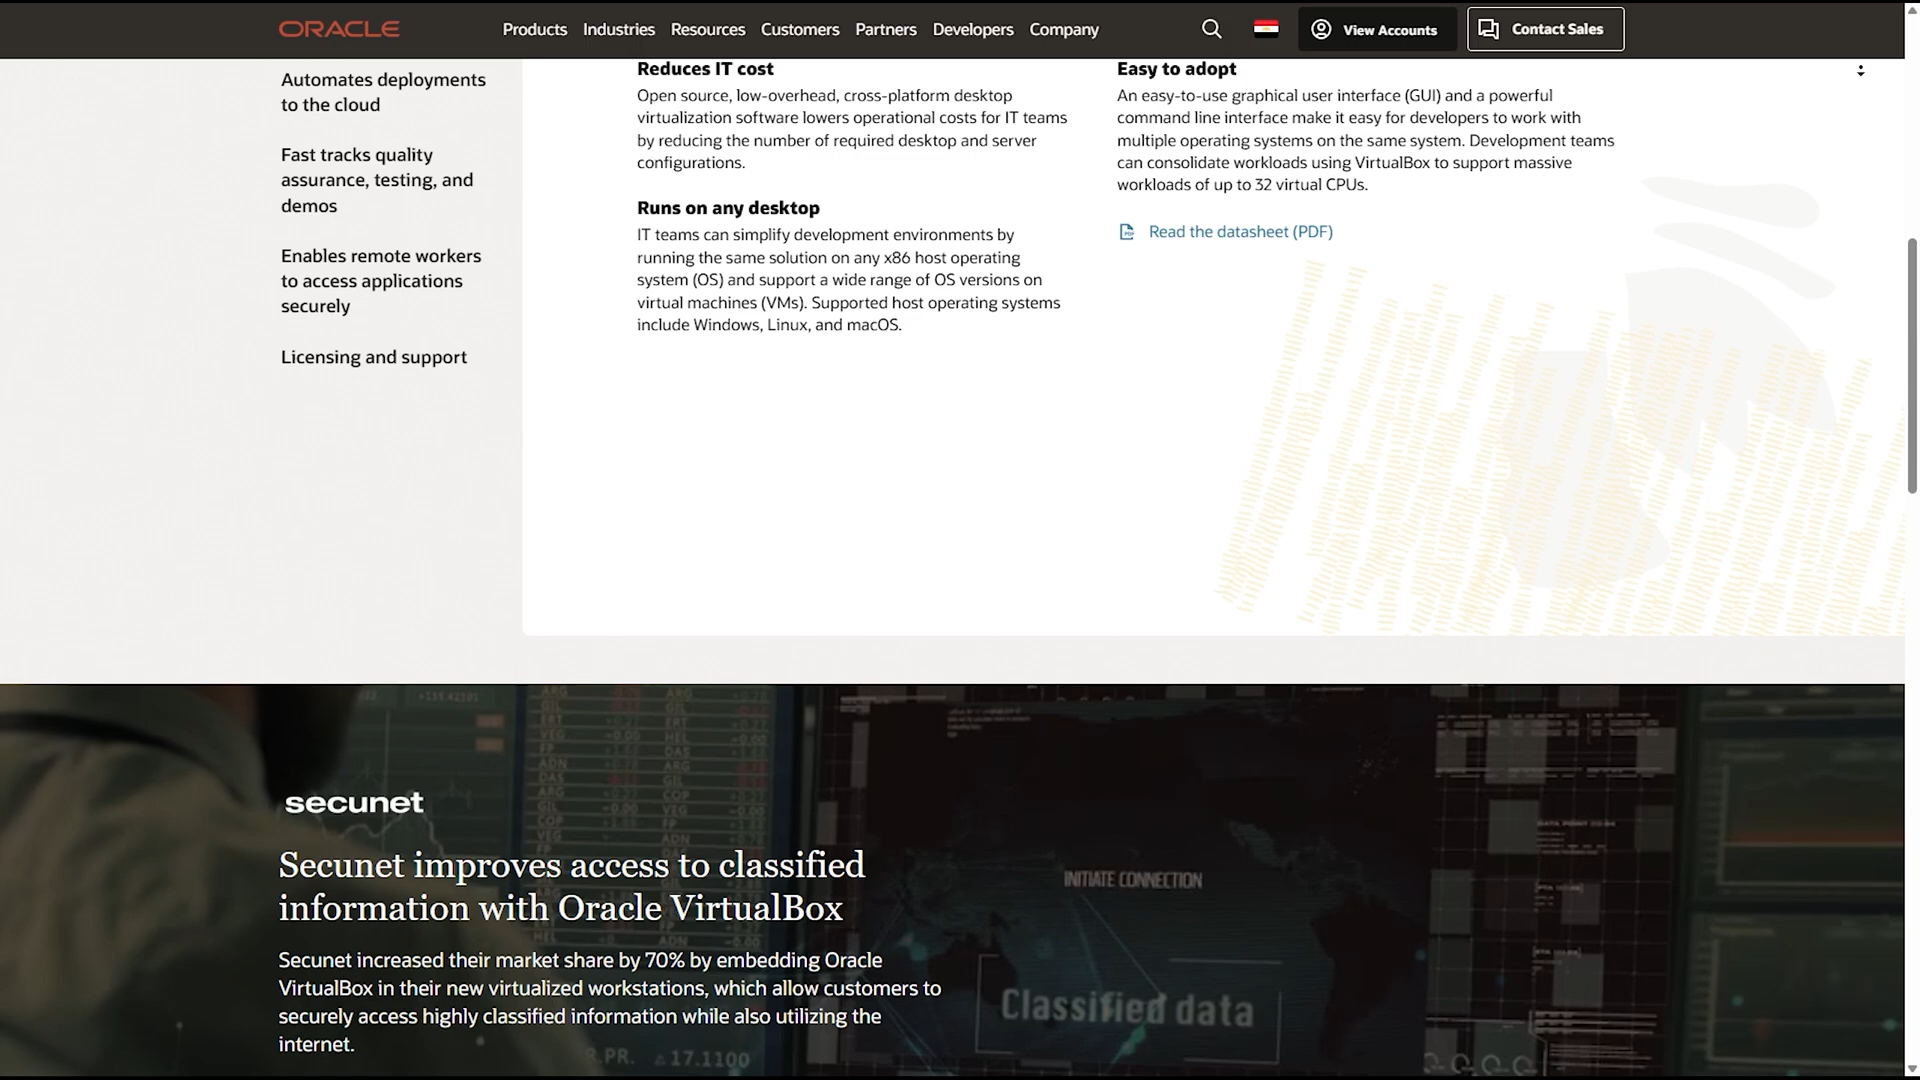 ORACLE
Products
Industries
Resources
Customers
Partners
Developers
Company
View Accounts
Contact Sales
Automates deployments
to the cloud
Fast tracks quality
assurance, testing, and
demos
Enables remote workers
to access applications
securely
Licensing and support
Reduces IT cost
Open source, low-overhead, cross-platform desktop
virtualization software lowers operational costs for IT teams
by reducing the number of required desktop and server
configurations.
Runs on any desktop
IT teams can simplify development environments by
running the same solution on any x86 host operating
system (OS) and support a wide range of OS versions on
virtual machines (VMs). Supported host operating systems
include Windows, Linux, and macOS.
Easy to adopt
An easy-to-use graphical user interface (GUI) and a powerful
command line interface make it easy for developers to work with
multiple operating systems on the same system. Development teams
can consolidate workloads using VirtualBox to support massive
workloads of up to 32 virtual CPUs.
Read the datasheet (PDF)
secunet
Secunet improves access to classified
information with Oracle VirtualBox
Secunet increased their market share by 70% by embedding Oracle
VirtualBox in their new virtualized workstations, which allow customers to
securely access highly classified information while also utilizing the
internet.
INITIATE CONNECTION
Classified data
17.1100